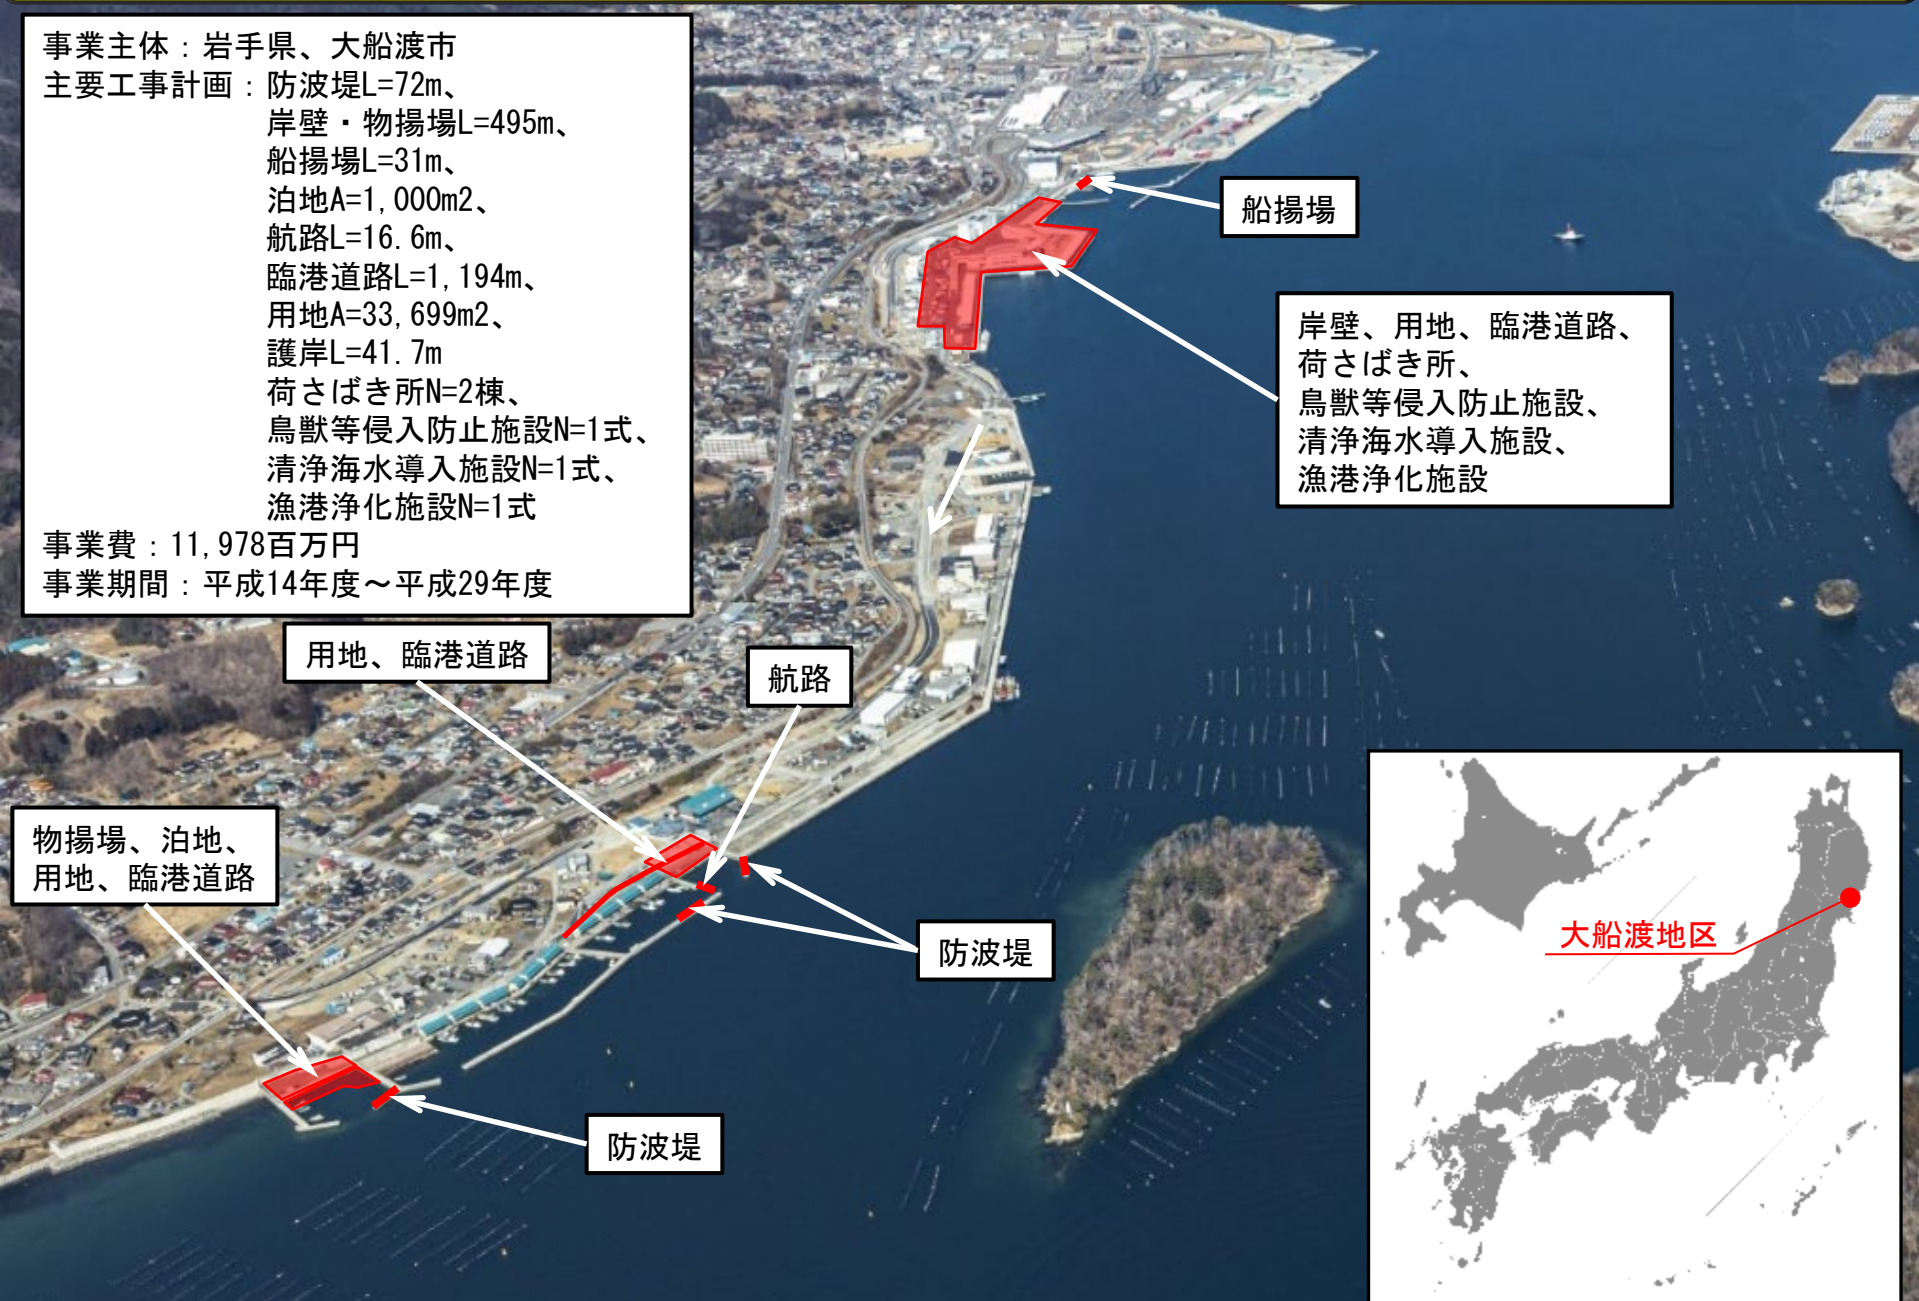 事業主体：岩手県、大船渡市
主要工事計画：防波堤L=72m、
岸壁・物揚場L=495m、
船揚場L=31m、
泊地A=1,000m2、
航路L=16.6m、
臨港道路L=1,194m、
用地A=33,699m2、
護岸L=41.7m
荷さばき所N=2棟、
鳥獣等侵入防止施設N=1式、
清浄海水導入施設N=1式、
漁港浄化施設N=1式
事業費：11,978百万円
事業期間：平成14年度～平成29年度
船揚場
岸壁、用地、臨港道路、
荷さばき所、
鳥獣等侵入防止施設、
清浄海水導入施設、
漁港浄化施設
用地、臨港道路
航路
物揚場、泊地、
用地、臨港道路
防波堤
防波堤
大船渡地区